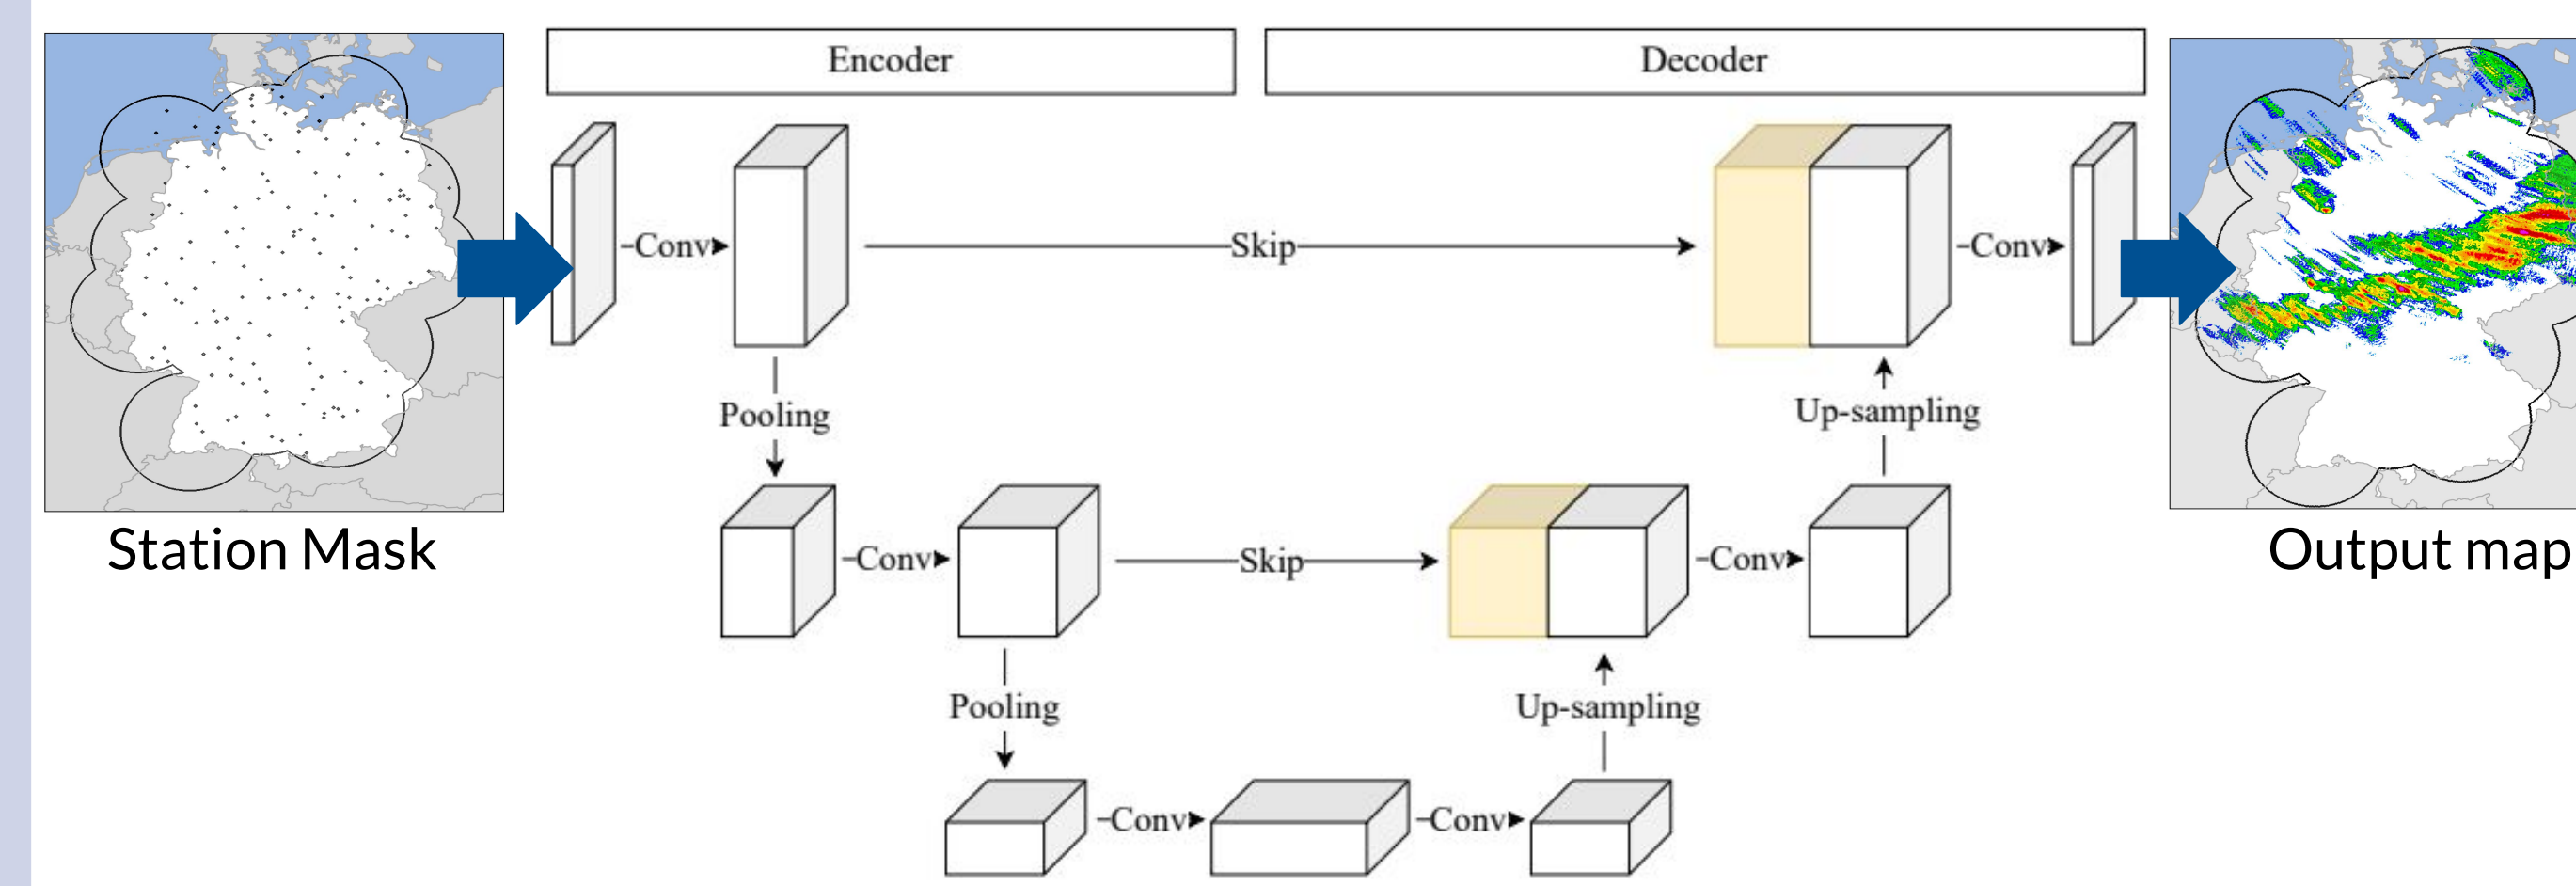 Encoder
Decoder
Conv
Skip
Conv
Pooling
Up-sampling
Station Mask
Output map
Conv
Skip
Conv
Pooling
Up-sampling
Conv
Conv